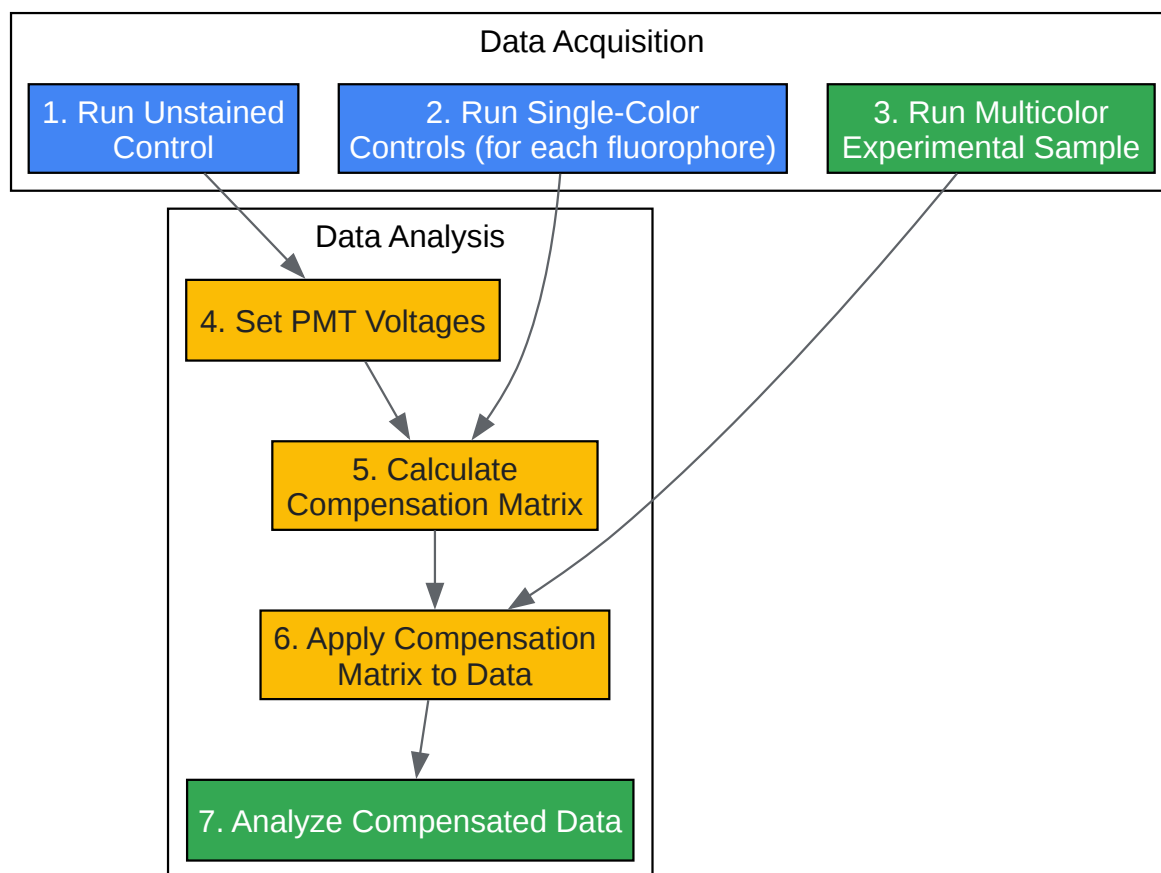 Data Acquisition
1. Run Unstained
Control
2. Run Single-Color
Controls (for each fluorophore)
3. Run Multicolor
Experimental Sample
Data Analysis
4. Set PMT Voltages
5. Calculate
Compensation Matrix
6. Apply Compensation
Matrix to Data
7. Analyze Compensated Data